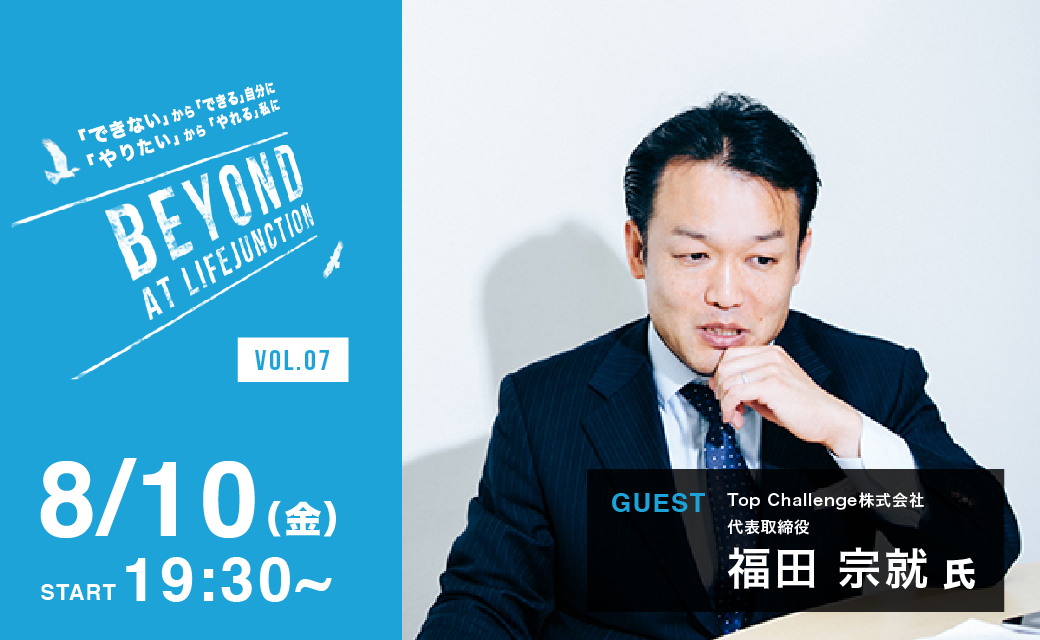 「できない」から「できる」自分に
「やりたい」から「やれる」私に
BEYOND
AT LIFEJUNCTION
VOL.07
8/10(金)
START 19:30~
GUEST
Top Challenge株式会社
代表取締役
福田 宗就 氏